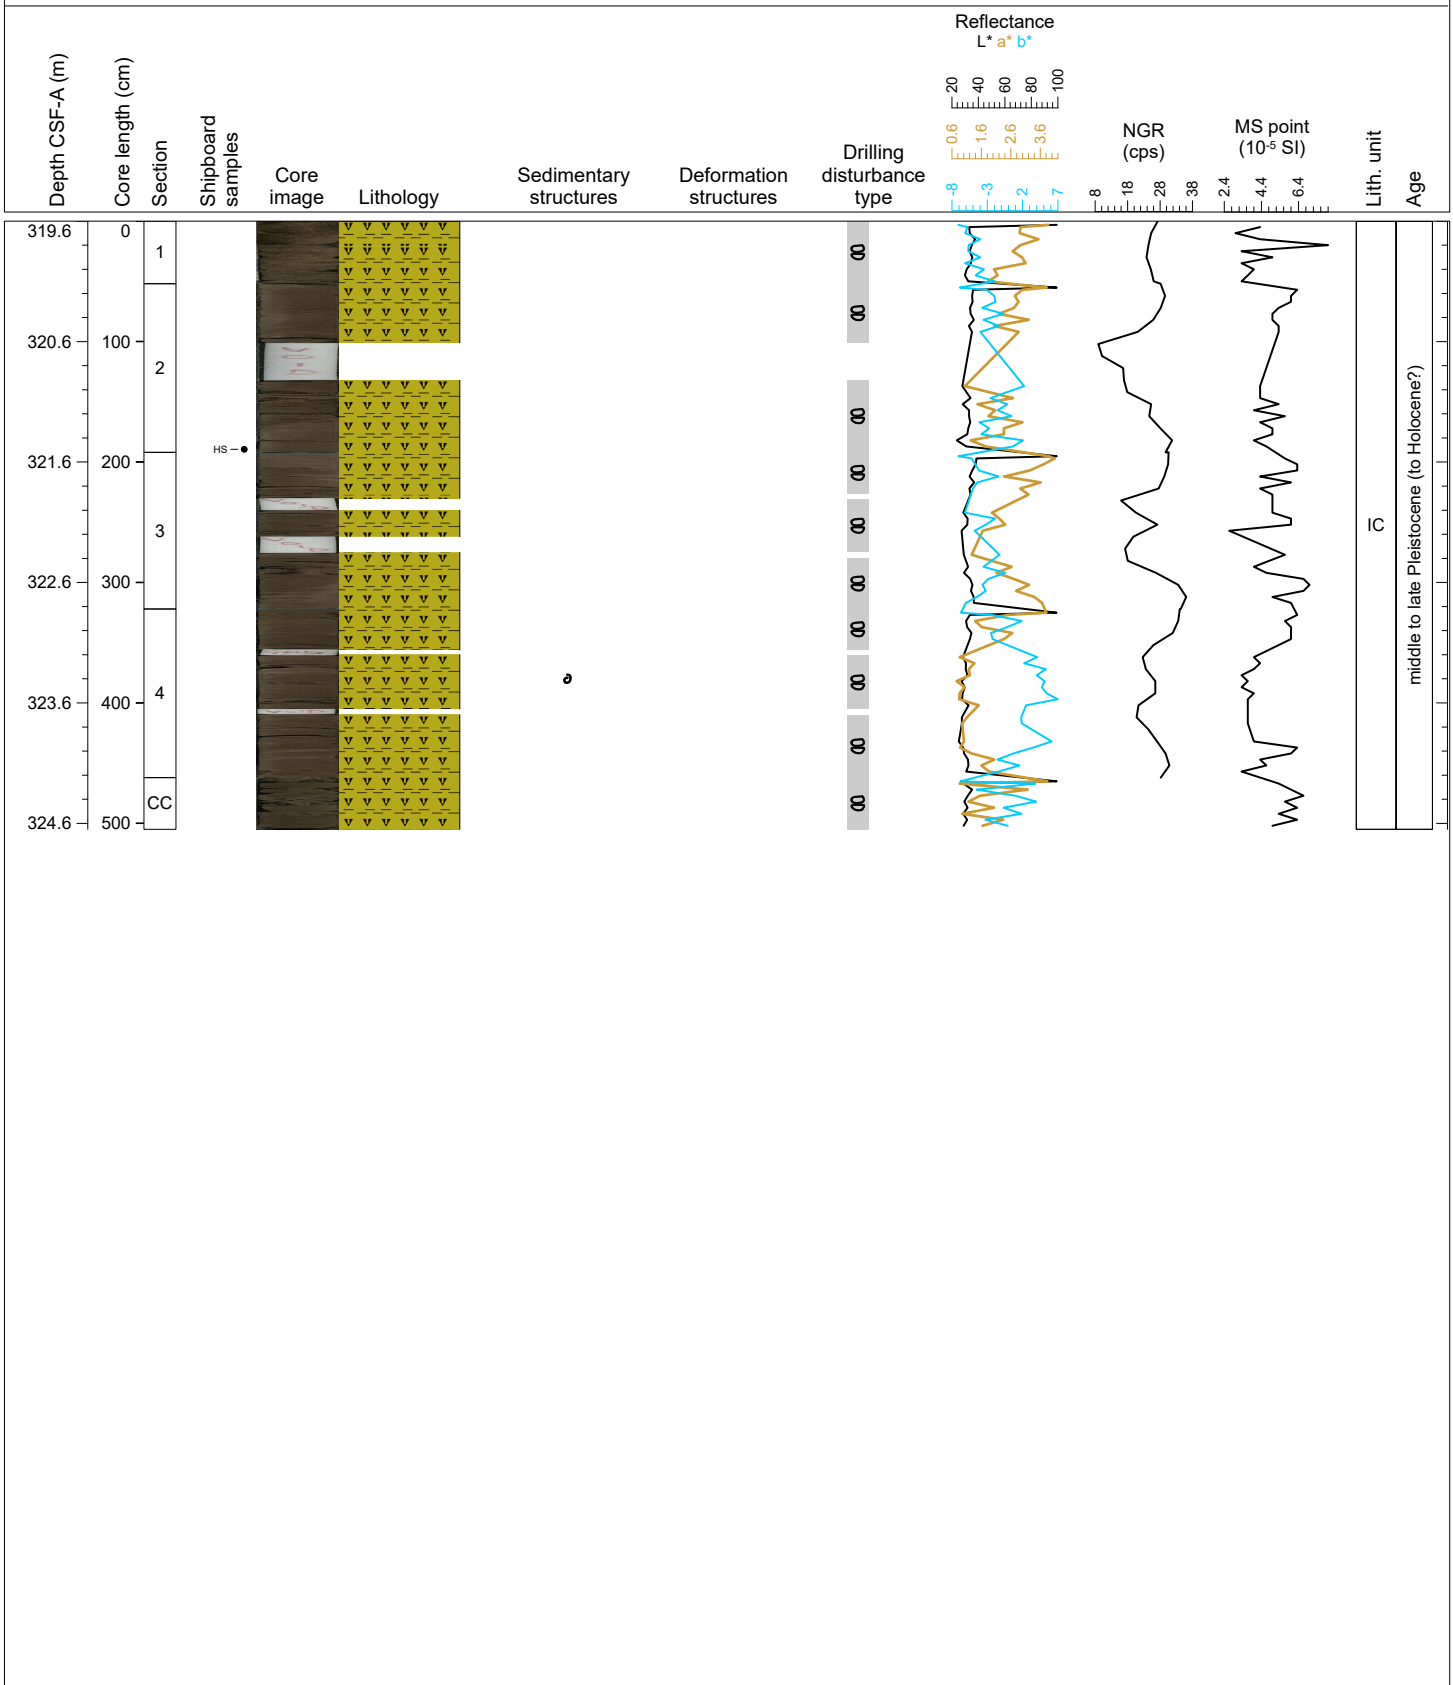 Depth CSF-A (m)
Core length (cm)
Section
Shipboard
samples
Core
image
Lithology
Sedimentary
structures
Deformation
structures
Drilling
disturbance
type
Reflectance
L* a* b*
20 40 60 80 100
0.6 1.6 2.6 3.6
-8 -3 2 7
NGR
(cps)
8 18 28 38
MS point
(10-5 SI)
2.4 4.4 6.4
Lith. unit
Age
319.6 0
1
320.6 100
2
HS
321.6 200
3
IC
middle to late Pleistocene (to Holocene?)
322.6 300
4
323.6 400
CC
324.6 500